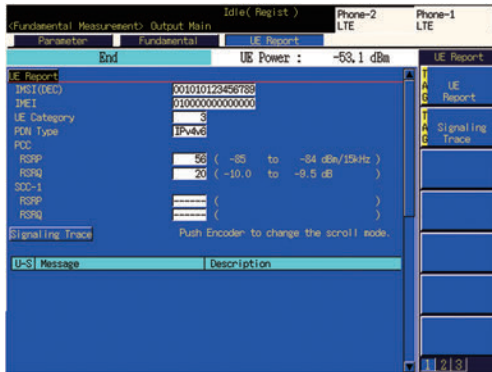 Idle( Regist )
Phone-2
LTE
Phone-1
LTE
<Fundamental Measurement> Output Main
Parameter
Fundamental
UE Report
End
UE Power : -53.1 dBm
UE Report
UE Report
IMSI(DEC) 001010123456789
IMEI 01000000000000
UE Category 3
PDN Type IPv4v6
PCC
RSRP 56 ( -85 to -84 dBm/15kHz )
RSRQ 20 ( -10.0 to -9.5 dB )
SCC-1
RSRP ------ ( )
RSRQ ------ ( )
Signaling Trace Push Encoder to change the scroll mode.
U-S Message Description
TAG
UE
Report
TAG
Signaling
Trace
1 2 3